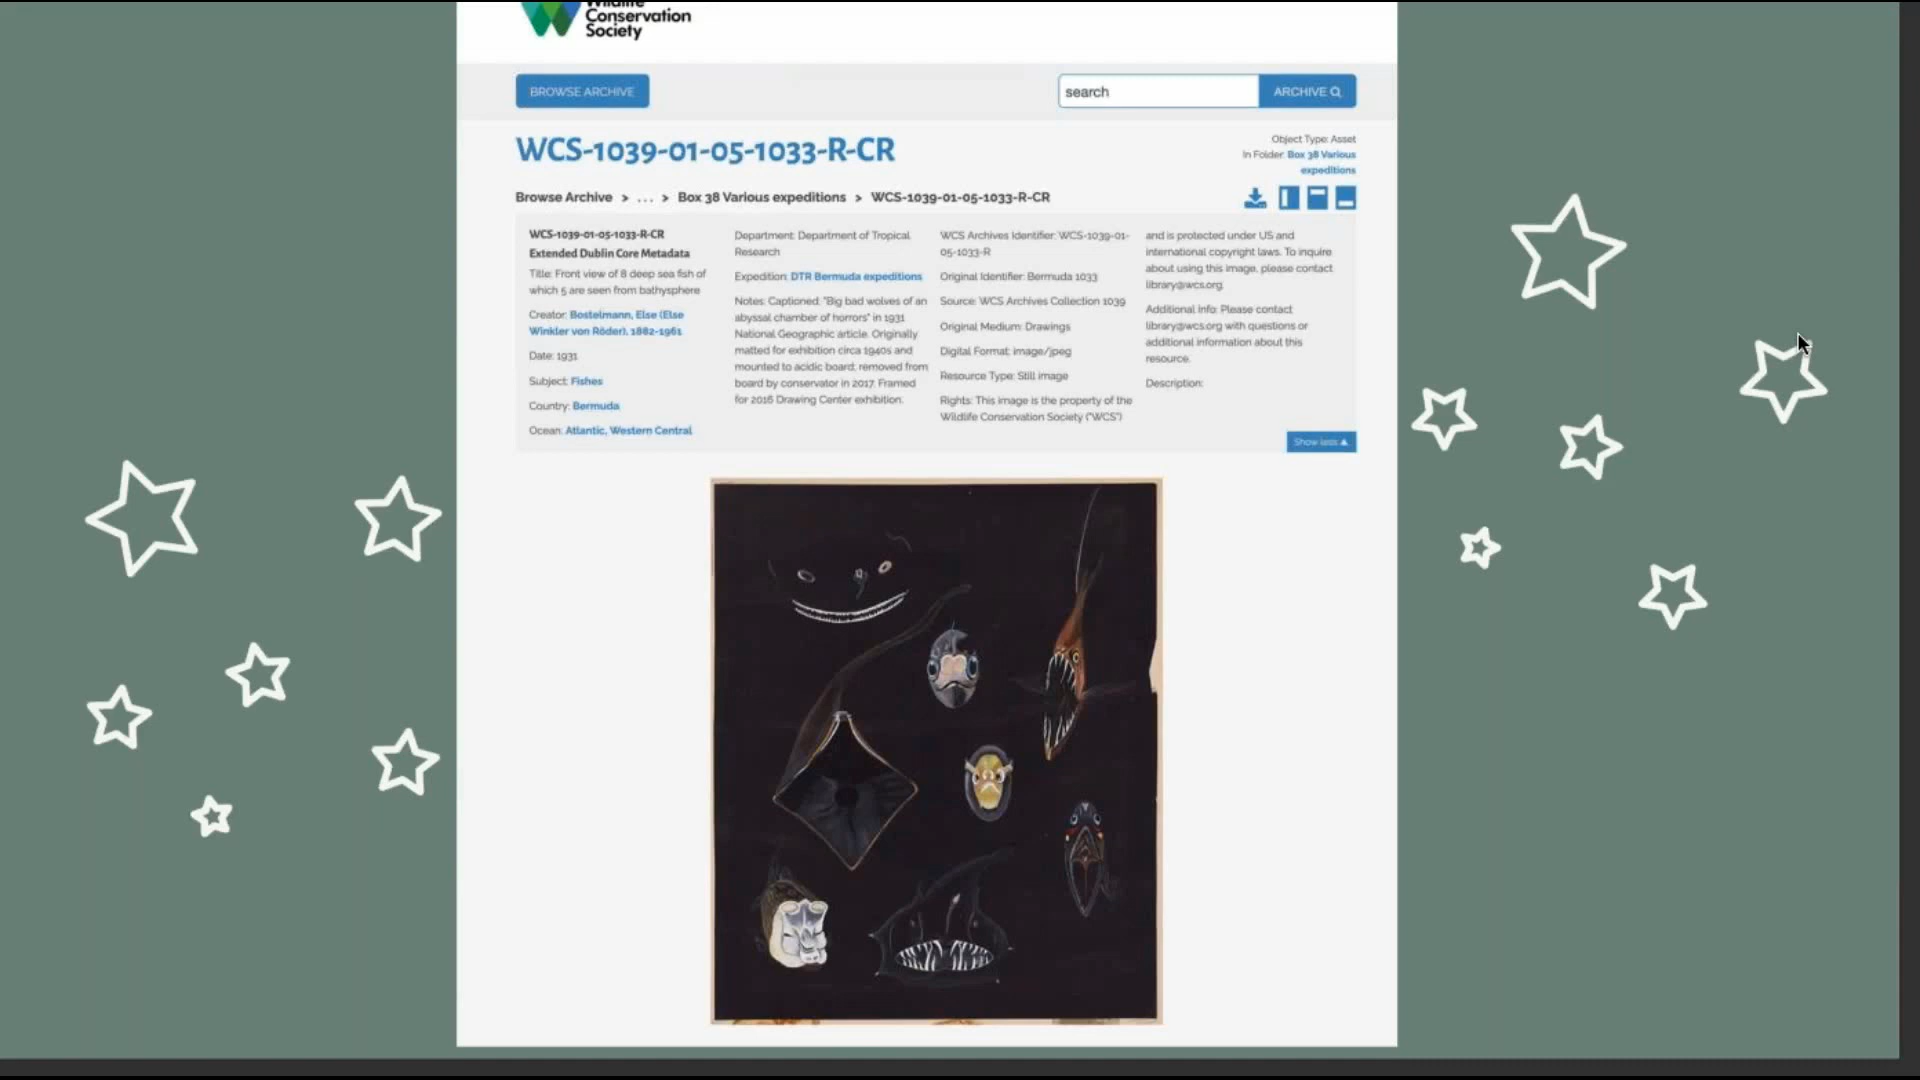 Wildlife
Conservation
Society
BROWSE ARCHIVE
search
ARCHIVE
WCS-1039-01-05-1033-R-CR
Object Type: Asset
In Folder: Box 38 Various
expeditions
Browse Archive > ... > Box 38 Various expeditions > WCS-1039-01-05-1033-R-CR
WCS-1039-01-05-1033-R-CR
Extended Dublin Core Metadata
Title: Front view of 8 deep sea fish of
which 5 are seen from bathysphere
Creator: Bostelmann, Else (Else
Winkler von Röder), 1882-1961
Date: 1931
Subject: Fishes
Country: Bermuda
Ocean: Atlantic, Western Central
Department: Department of Tropical
Research
Expedition: DTR Bermuda expeditions
Notes: Captioned: "Big bad wolves of an
abyssal chamber of horrors" in 1931
National Geographic article. Originally
matted for exhibition circa 1940s and
mounted to acidic board; removed from
board by conservator in 2017. Framed
for 2016 Drawing Center exhibition.
WCS Archives Identifier: WCS-1039-01-
05-1033-R
Original Identifier: Bermuda 1033
Source: WCS Archives Collection 1039
Original Medium: Drawings
Digital Format: image/jpeg
Resource Type: Still image
Rights: This image is the property of the
Wildlife Conservation Society ("WCS")
and is protected under US and
international copyright laws. To inquire
about using this image, please contact
library@wcs.org.
Additional Info: Please contact
library@wcs.org with questions or
additional information about this
resource.
Description:
Show less ▲